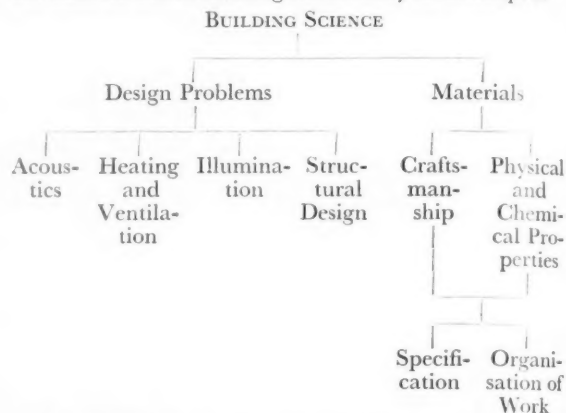 BUILDING SCIENCE
Design Problems Materials
Acous- Heating Illumina- Struc- Crafts- Physical
tics and tion tural man- and
Ventila- Design ship Chemi-
tion cal Pro-
perties
Specifi- Organi-
cation sation of
Work